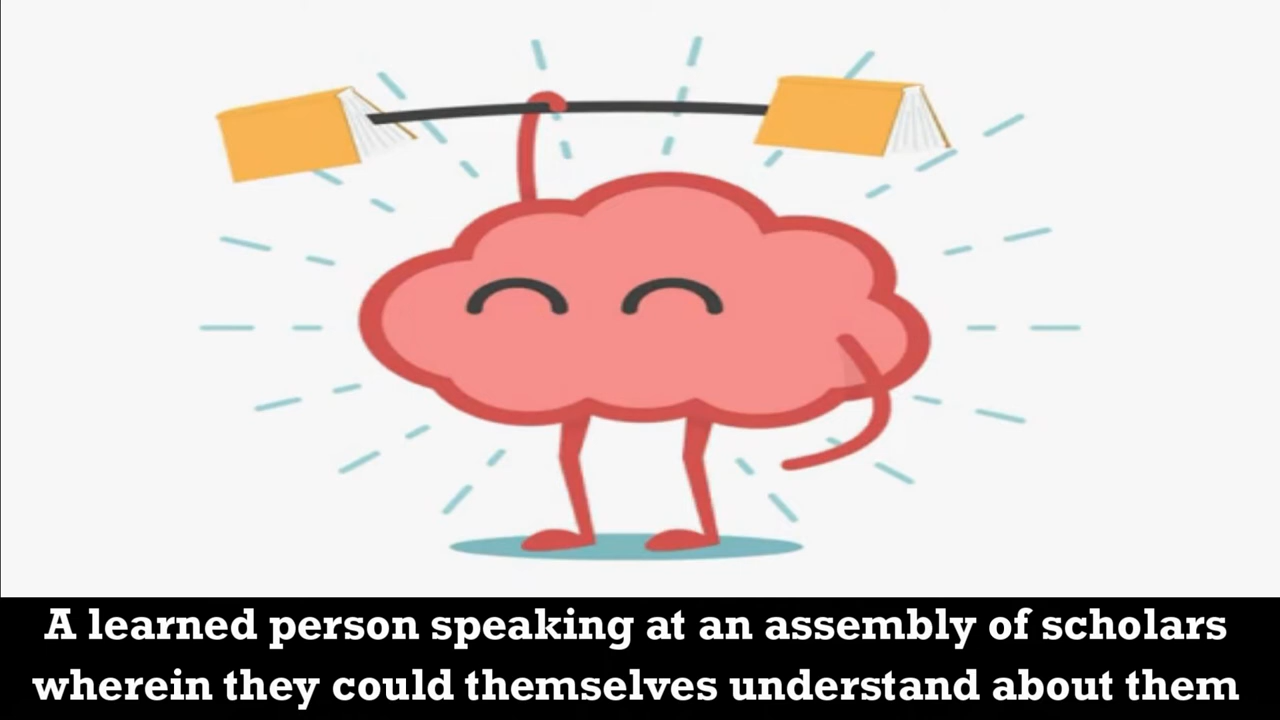 A learned person speaking at an assembly of scholars
wherein they could themselves understand about them